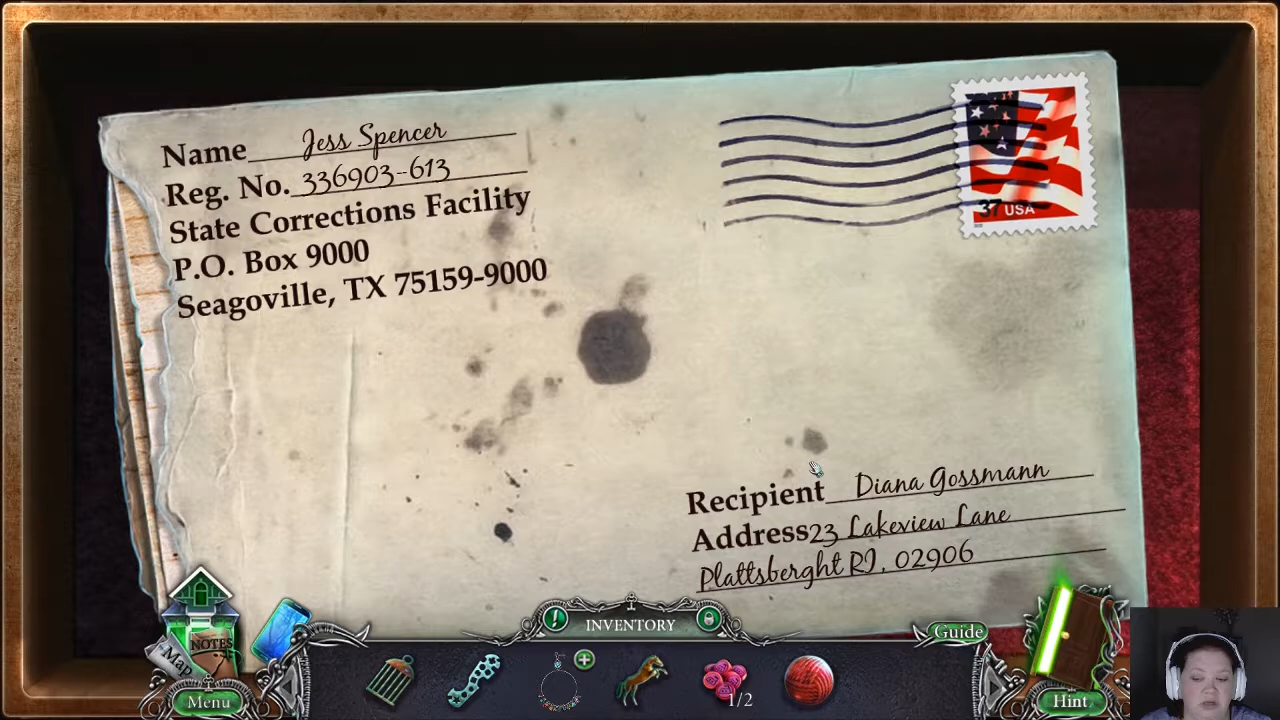 Name Jess Spencer
Reg. No. 336903-613
State Corrections Facility
P.O. Box 9000
Seagoville, TX 75159-9000
37 USA
Recipient Diana Gossmann
Address 23 Lakeview Lane
Plattsberght RI, 02906
NOTES
Map
Menu
INVENTORY
1/2
Guide
Hint